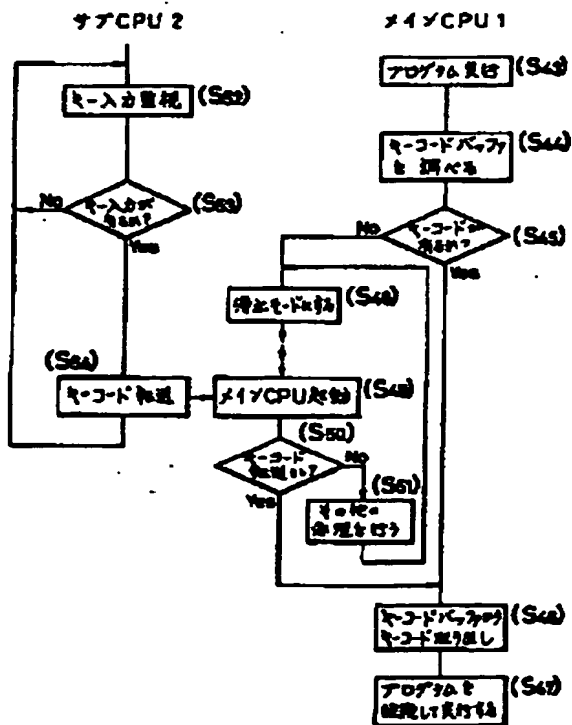 サブCPU 2
メインCPU 1
プログラム実行
(S43)
キー入力監視
(S52)
キーコードバッファ
を調べる
(S44)
キー入力が
有るか?
(S53)
No
Yes
キーコードが
有るか?
(S45)
No
Yes
停止モードにする
(S54)
キーコード転送
メインCPU起動
(S50)
キーコード
転送か?
No
Yes
(S51)
その他の
処理を行う
キーコードバッファから
キーコード取り出し
(S46)
プログラムを
継続して実行する
(S47)